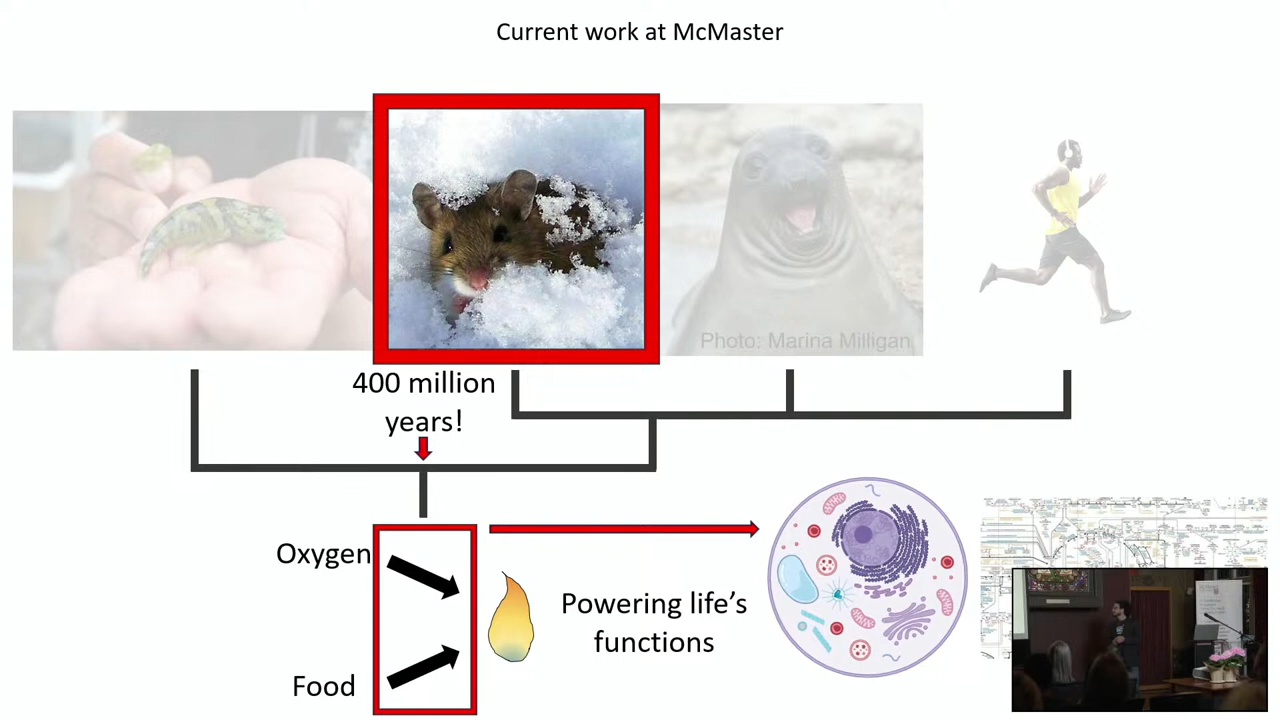 Current work at McMaster
Photo: Marina Milligan
400 million
years!
Oxygen
Powering life's
functions
Food